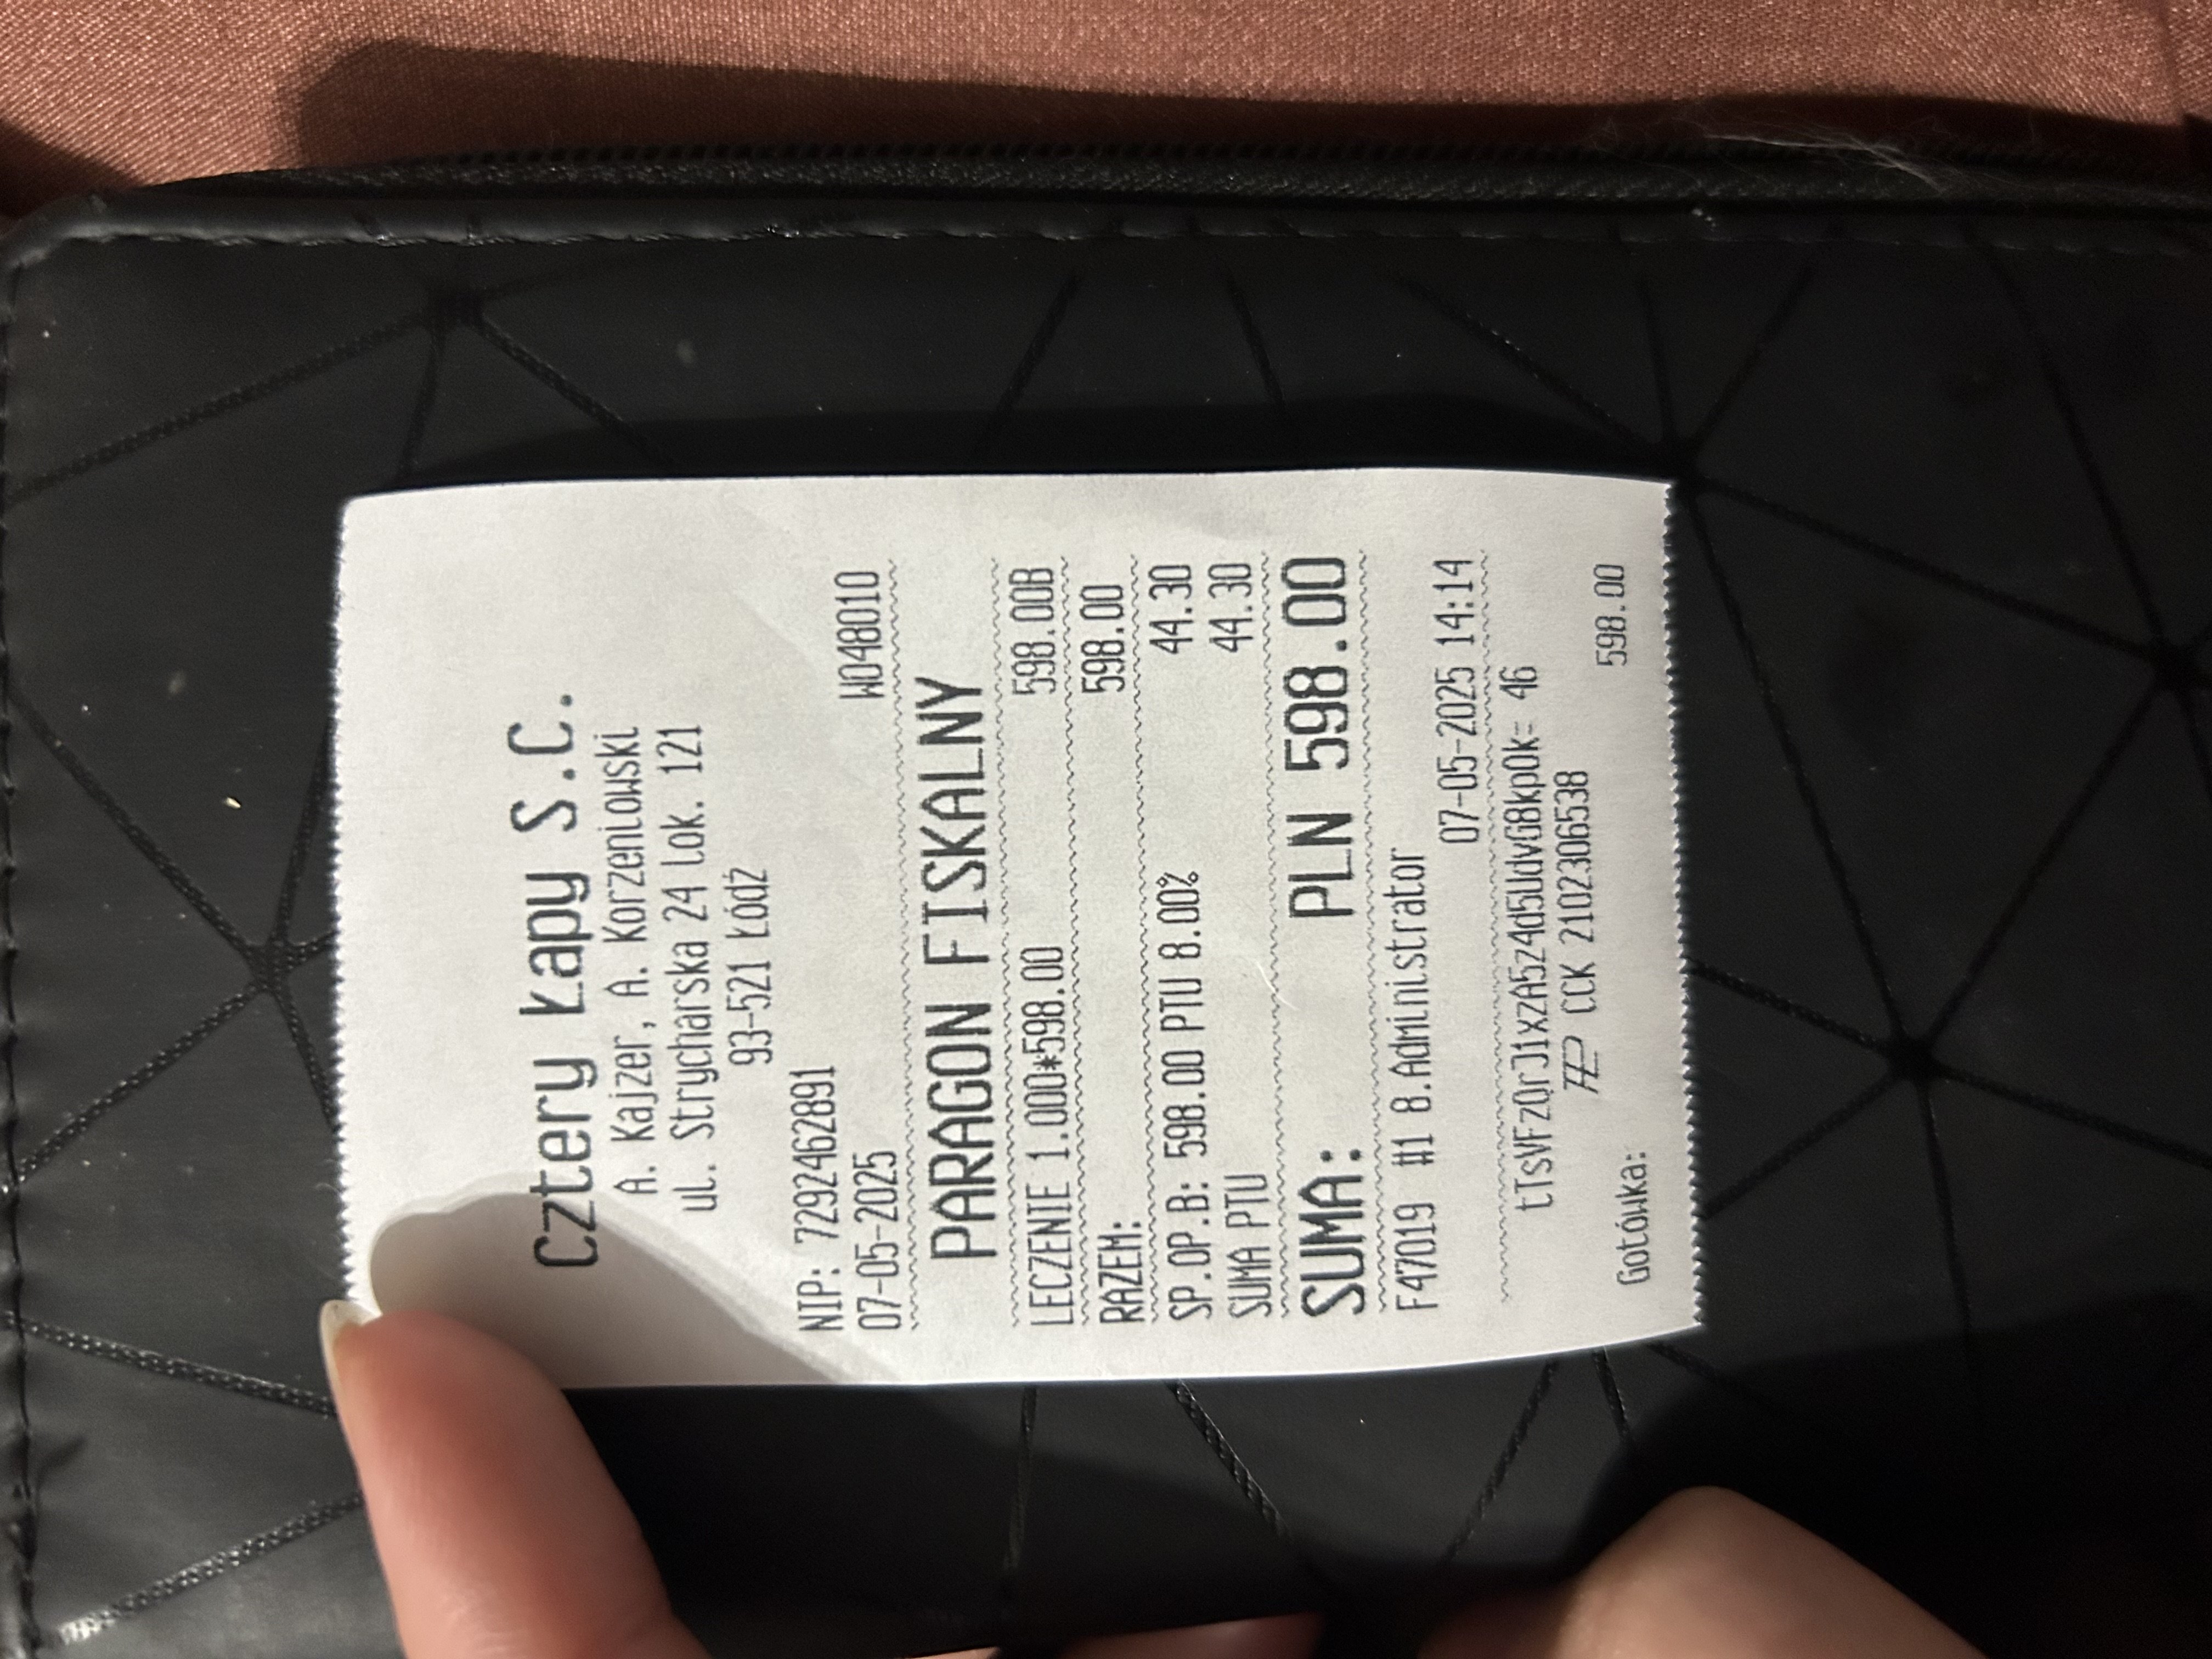 Cztery Łapy S.C.
A. Kajzer, A. Korzeniowski
ul. Strycharska 24 lok. 121
93-521 Łódź
NIP: 7292462891
07-05-2025 W048010
PARAGON FISKALNY
LECZENIE 1.000*598.00 598.00B
RAZEM: 598.00
SP.OP.B: 598.00 PTU 8.00% 44.30
SUMA PTU 44.30
SUMA: PLN 598.00
F47019 #1 8.Administrator
07-05-2025 14:14
tTsVFzQrJ1xzA5z4d5UdvG8kpOk= 46
CCK 2102306538
Gotówka: 598.00